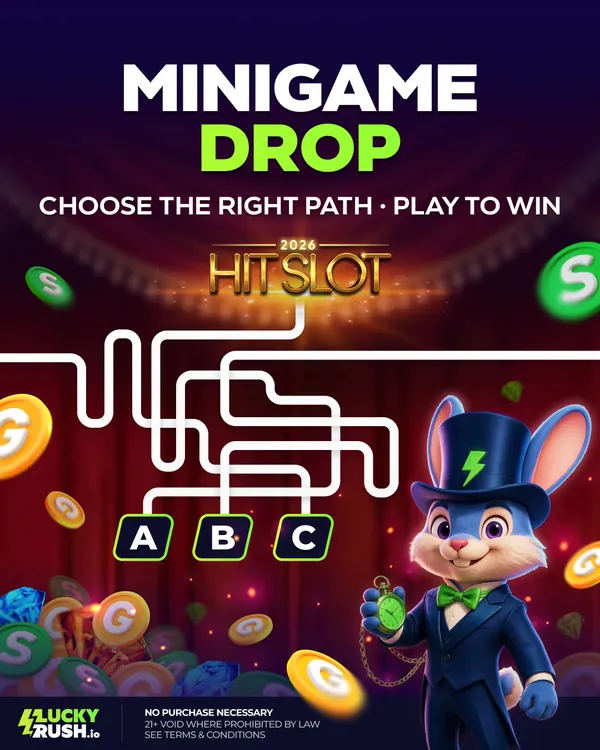 MINIGAME
DROP
CHOOSE THE RIGHT PATH · PLAY TO WIN
2026
HIT SLOT
S
S
G
G
G
A
B
C
S
G
G
G
S
G
LUCKY
RUSH.io
NO PURCHASE NECESSARY
21+ VOID WHERE PROHIBITED BY LAW
SEE TERMS & CONDITIONS